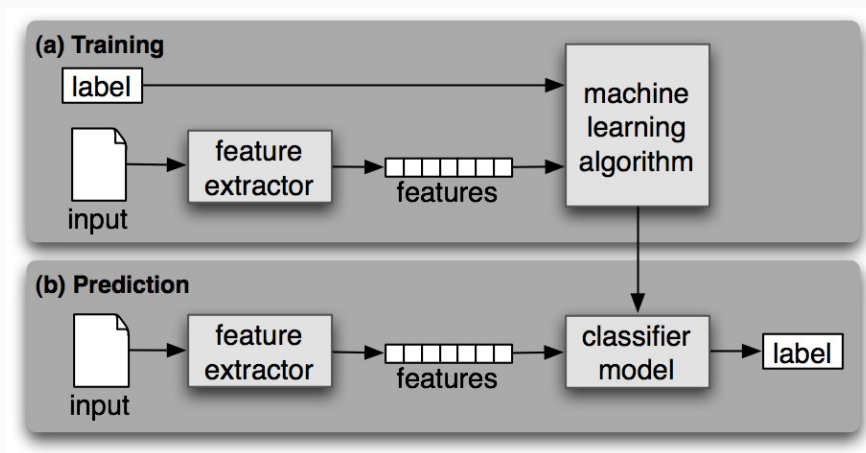 (a) Training
label
machine
learning
algorithm
feature
extractor
features
input
(b) Prediction
feature
extractor
features
classifier
model
label
input